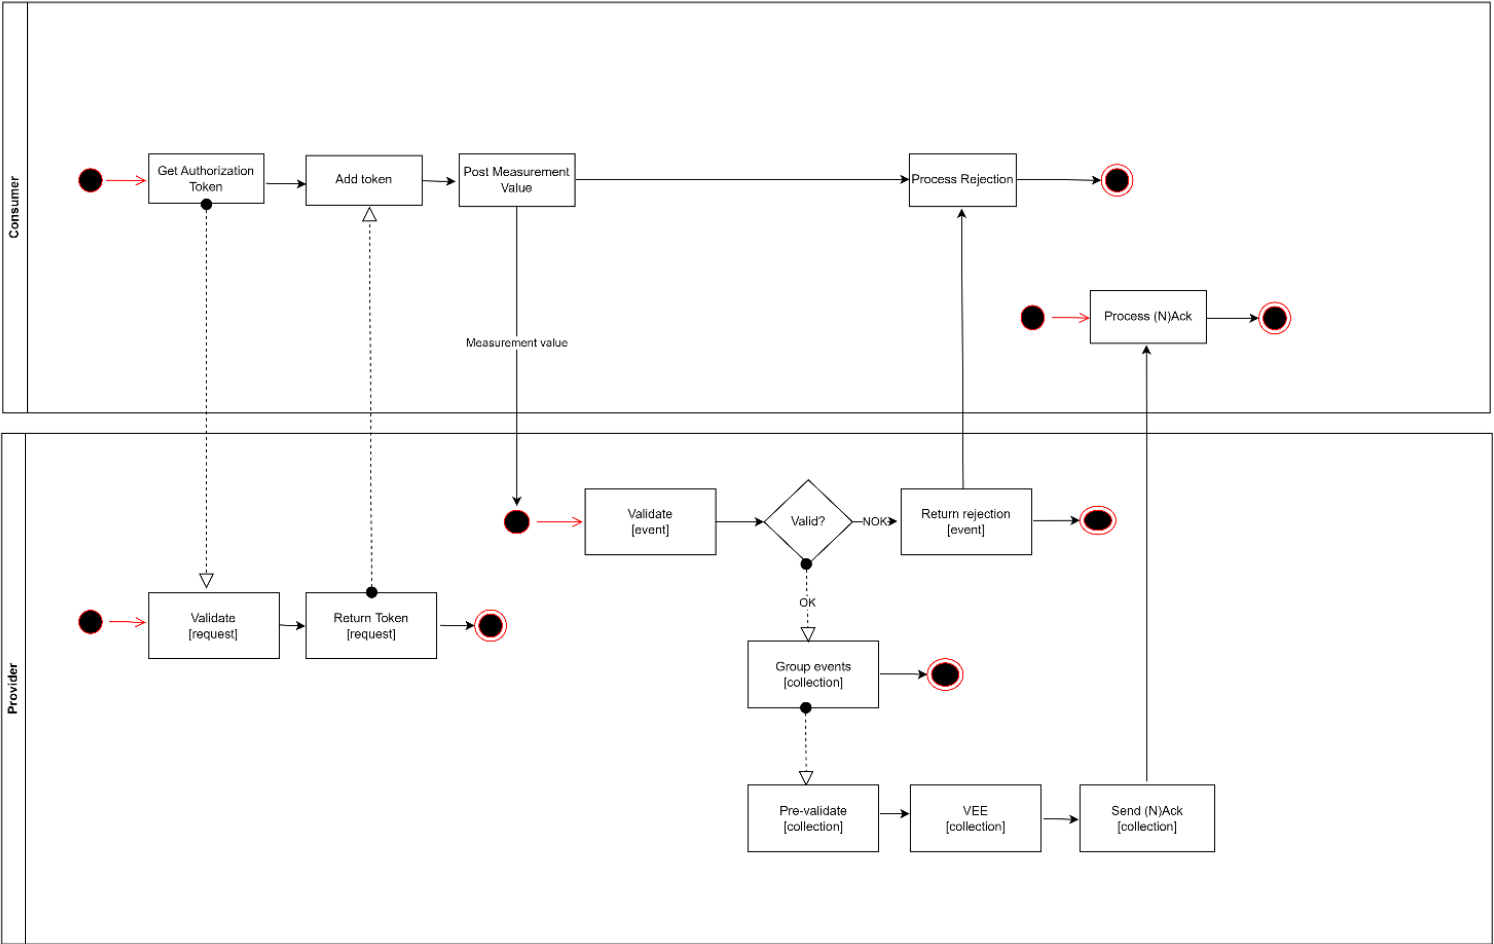 Consumer
Get Authorization
Token
Add token
Post Measurement
Value
Process Rejection
Process (N)Ack
Measurement value
Provider
Validate
[event]
Valid?
NOK
Return rejection
[event]
OK
Validate
[request]
Return Token
[request]
Group events
[collection]
Pre-validate
[collection]
VEE
[collection]
Send (N)Ack
[collection]